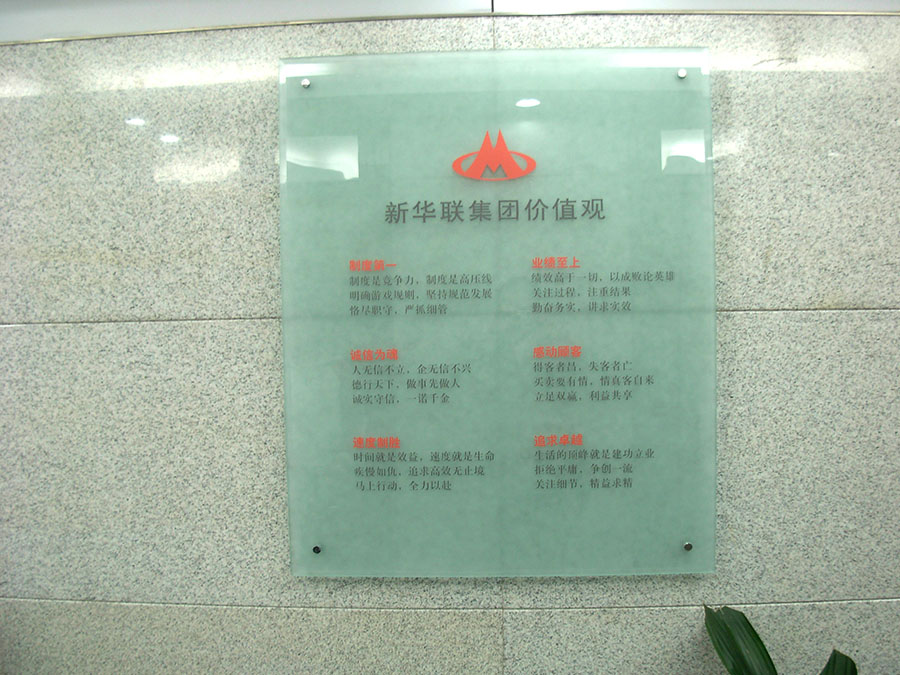 新华联集团价值观
制度第一
制度是竞争力，制度是高压线
明确游戏规则，坚持规范发展
恪尽职守，严抓细管
业绩至上
绩效高于一切，以成败论英雄
关注过程，注重结果
勤奋务实，讲求实效
诚信为魂
人无信不立，企无信不兴
德行天下，做事先做人
诚实守信，一诺千金
感动顾客
得客者昌，失客者亡
买卖要有情，情真客自来
立足双赢，利益共享
速度制胜
时间就是效益，速度就是生命
疾慢如仇，追求高效无止境
马上行动，全力以赴
追求卓越
生活的顶峰就是建功立业
拒绝平庸，争创一流
关注细节，精益求精